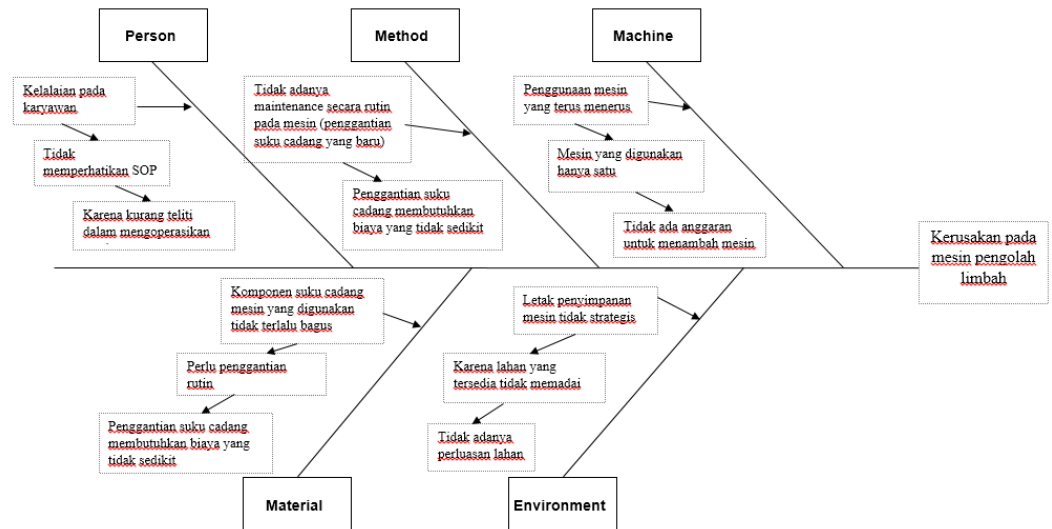 Person
Method
Machine
Kelalaian pada
karyawan
Tidak
memperhatikan SOP
Karena kurang teliti
dalam mengoperasikan
Tidak adanya
maintenance secara rutin
pada mesin (penggantian
suku cadang yang baru)
Penggantian suku
cadang membutuhkan
biaya yang tidak sedikit
Penggunaan mesin
yang terus menerus
Mesin yang digunakan
hanya satu
Tidak ada anggaran
untuk menambah mesin
Kerusakan pada
mesin pengolah
limbah
Komponen suku cadang
mesin yang digunakan
tidak terlalu bagus
Perlu penggantian
rutin
Penggantian suku cadang
membutuhkan biaya yang
tidak sedikit
Letak penyimpanan
mesin tidak strategis
Karena lahan yang
tersedia tidak memadai
Tidak adanya
perluasan lahan
Material
Environment